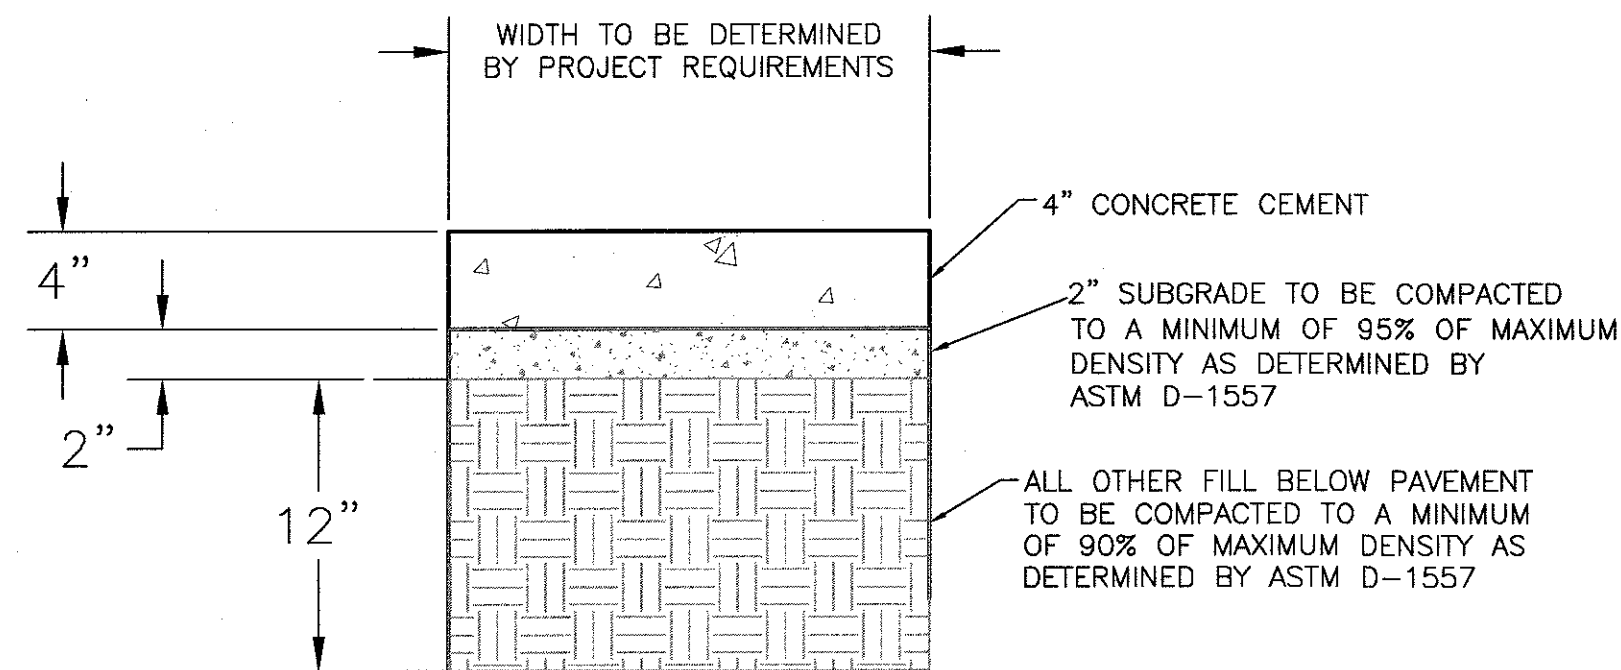 WIDTH TO BE DETERMINED
BY PROJECT REQUIREMENTS
4" CONCRETE CEMENT
4"
2" SUBGRADE TO BE COMPACTED
TO A MINIMUM OF 95% OF MAXIMUM
DENSITY AS DETERMINED BY
ASTM D-1557
2"
12"
ALL OTHER FILL BELOW PAVEMENT
TO BE COMPACTED TO A MINIMUM
OF 90% OF MAXIMUM DENSITY AS
DETERMINED BY ASTM D-1557